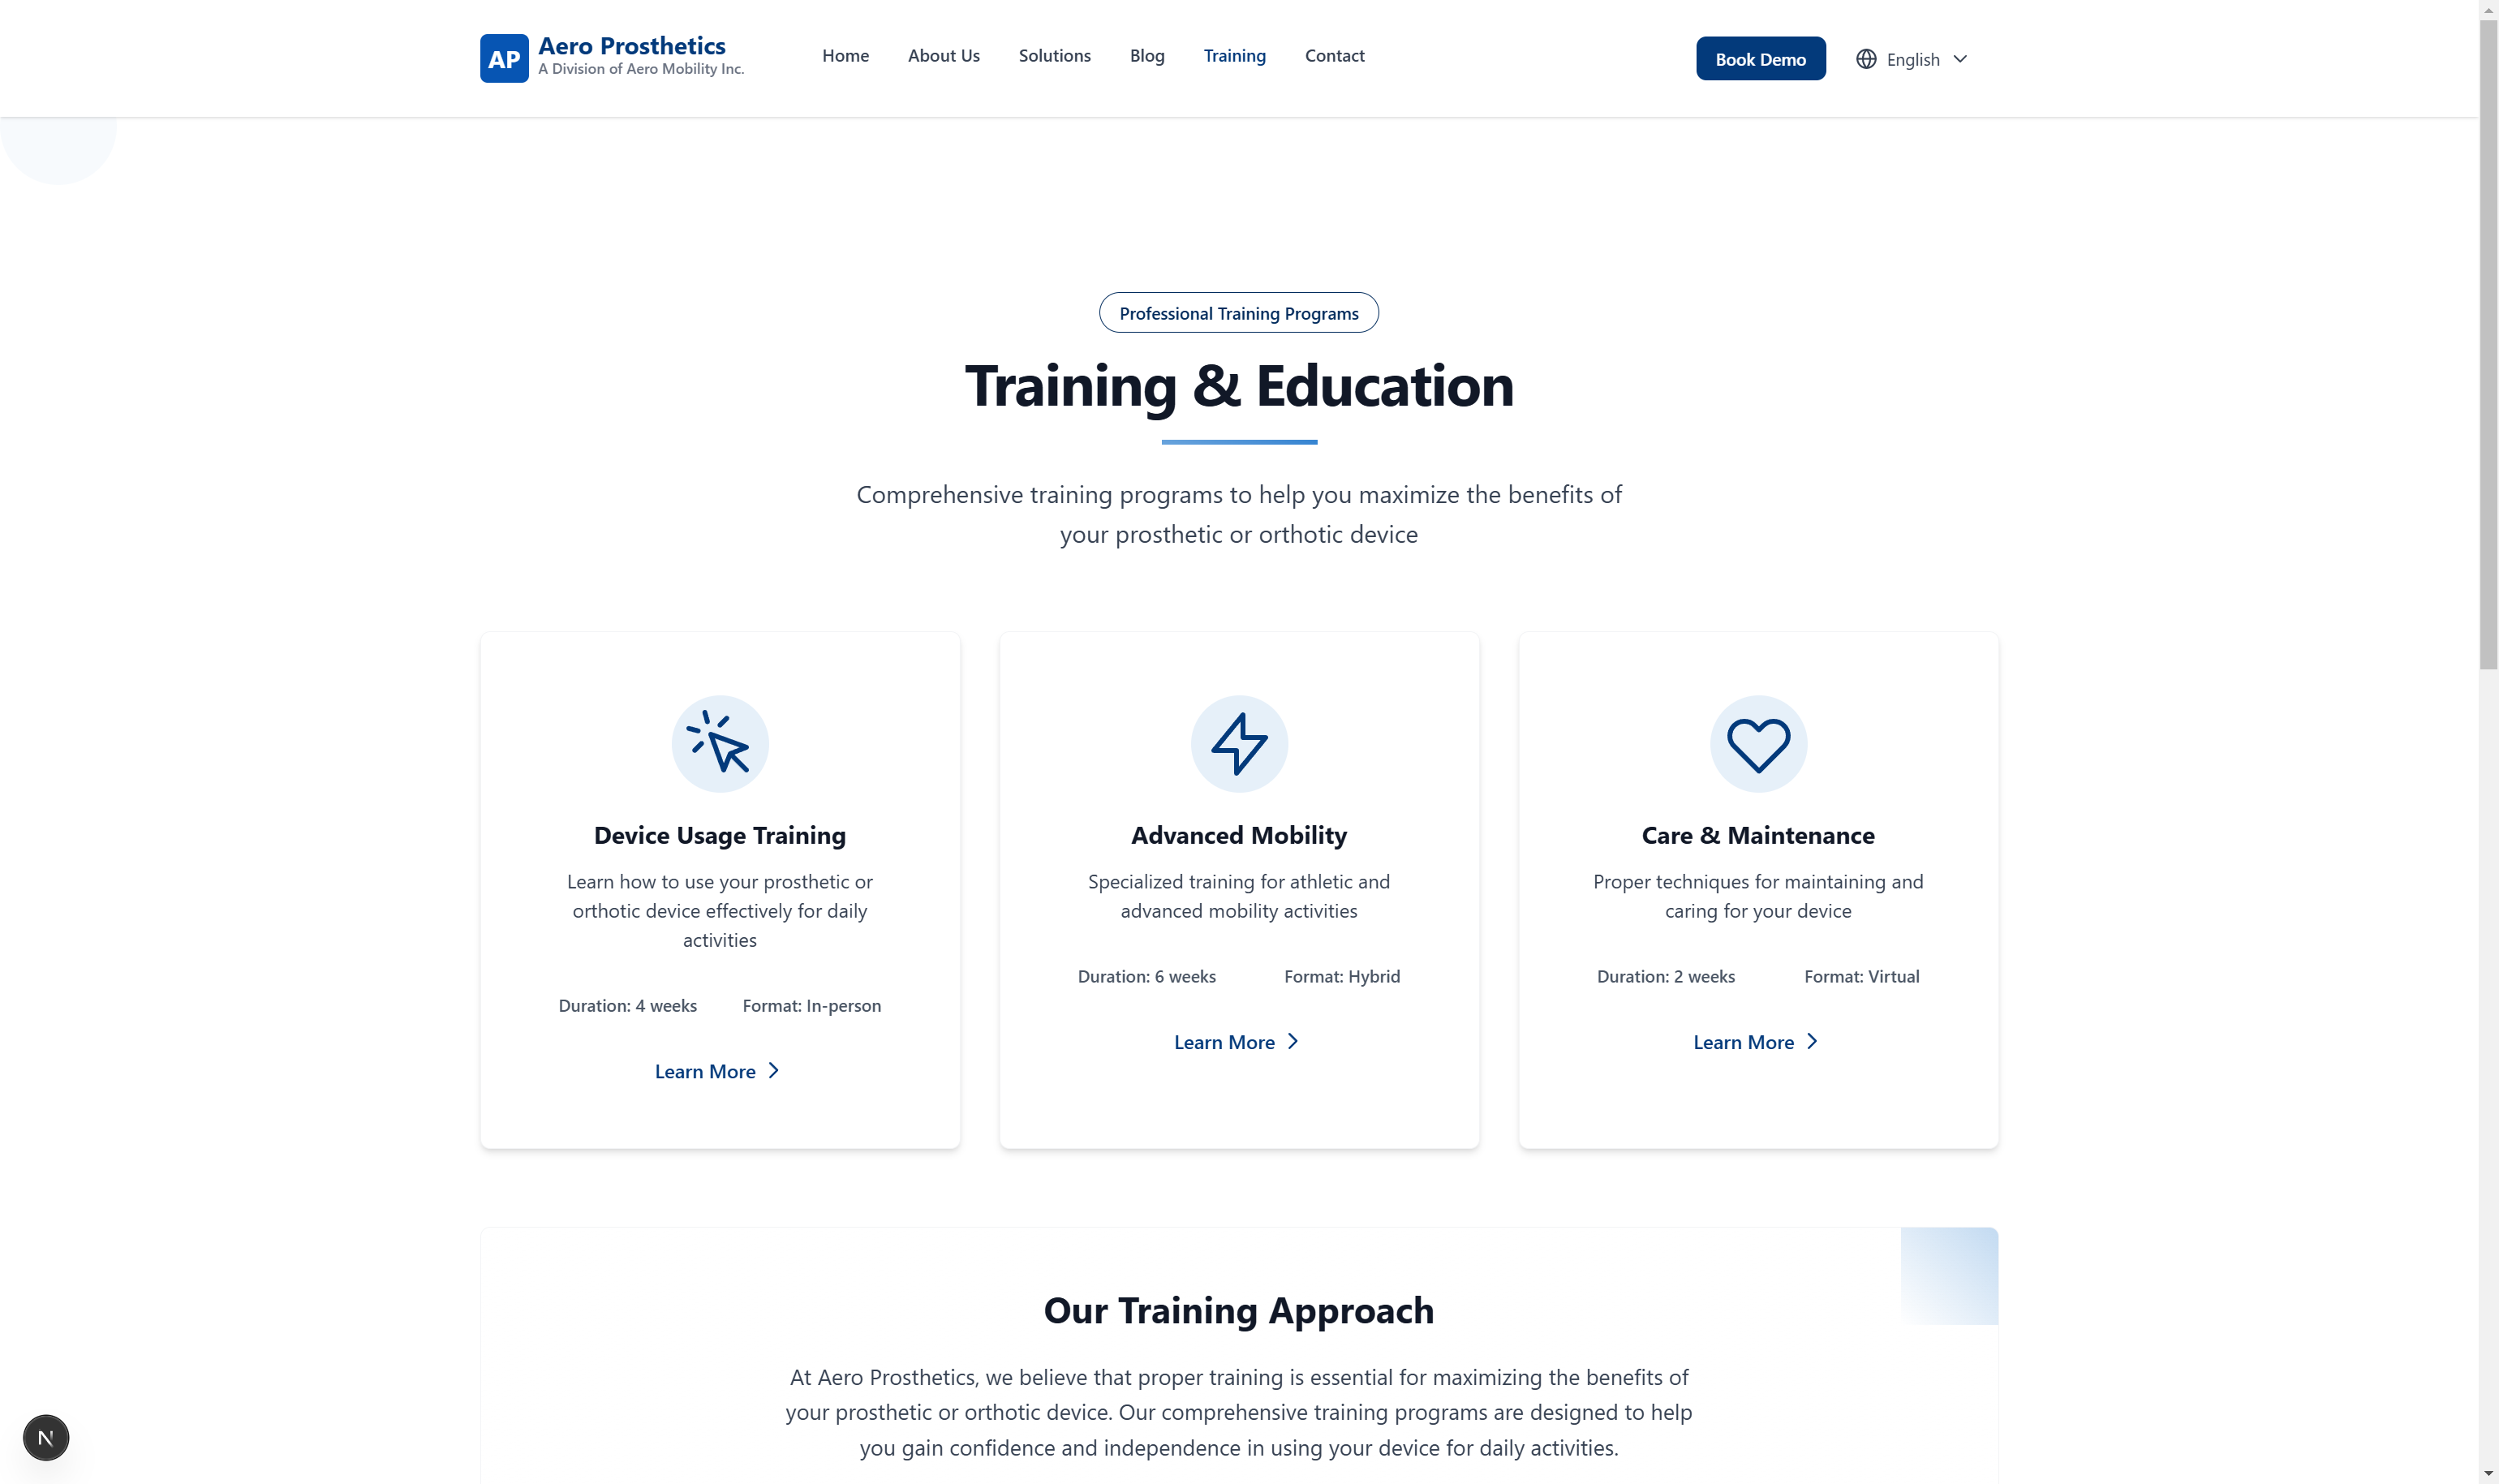 AP
Aero Prosthetics
A Division of Aero Mobility Inc.
Home
About Us
Solutions
Blog
Training
Contact
Book Demo
English
Professional Training Programs
Training & Education
Comprehensive training programs to help you maximize the benefits of
your prosthetic or orthotic device
Device Usage Training
Learn how to use your prosthetic or
orthotic device effectively for daily
activities
Duration: 4 weeks
Format: In-person
Learn More
Advanced Mobility
Specialized training for athletic and
advanced mobility activities
Duration: 6 weeks
Format: Hybrid
Learn More
Care & Maintenance
Proper techniques for maintaining and
caring for your device
Duration: 2 weeks
Format: Virtual
Learn More
Our Training Approach
At Aero Prosthetics, we believe that proper training is essential for maximizing the benefits of
your prosthetic or orthotic device. Our comprehensive training programs are designed to help
you gain confidence and independence in using your device for daily activities.
N